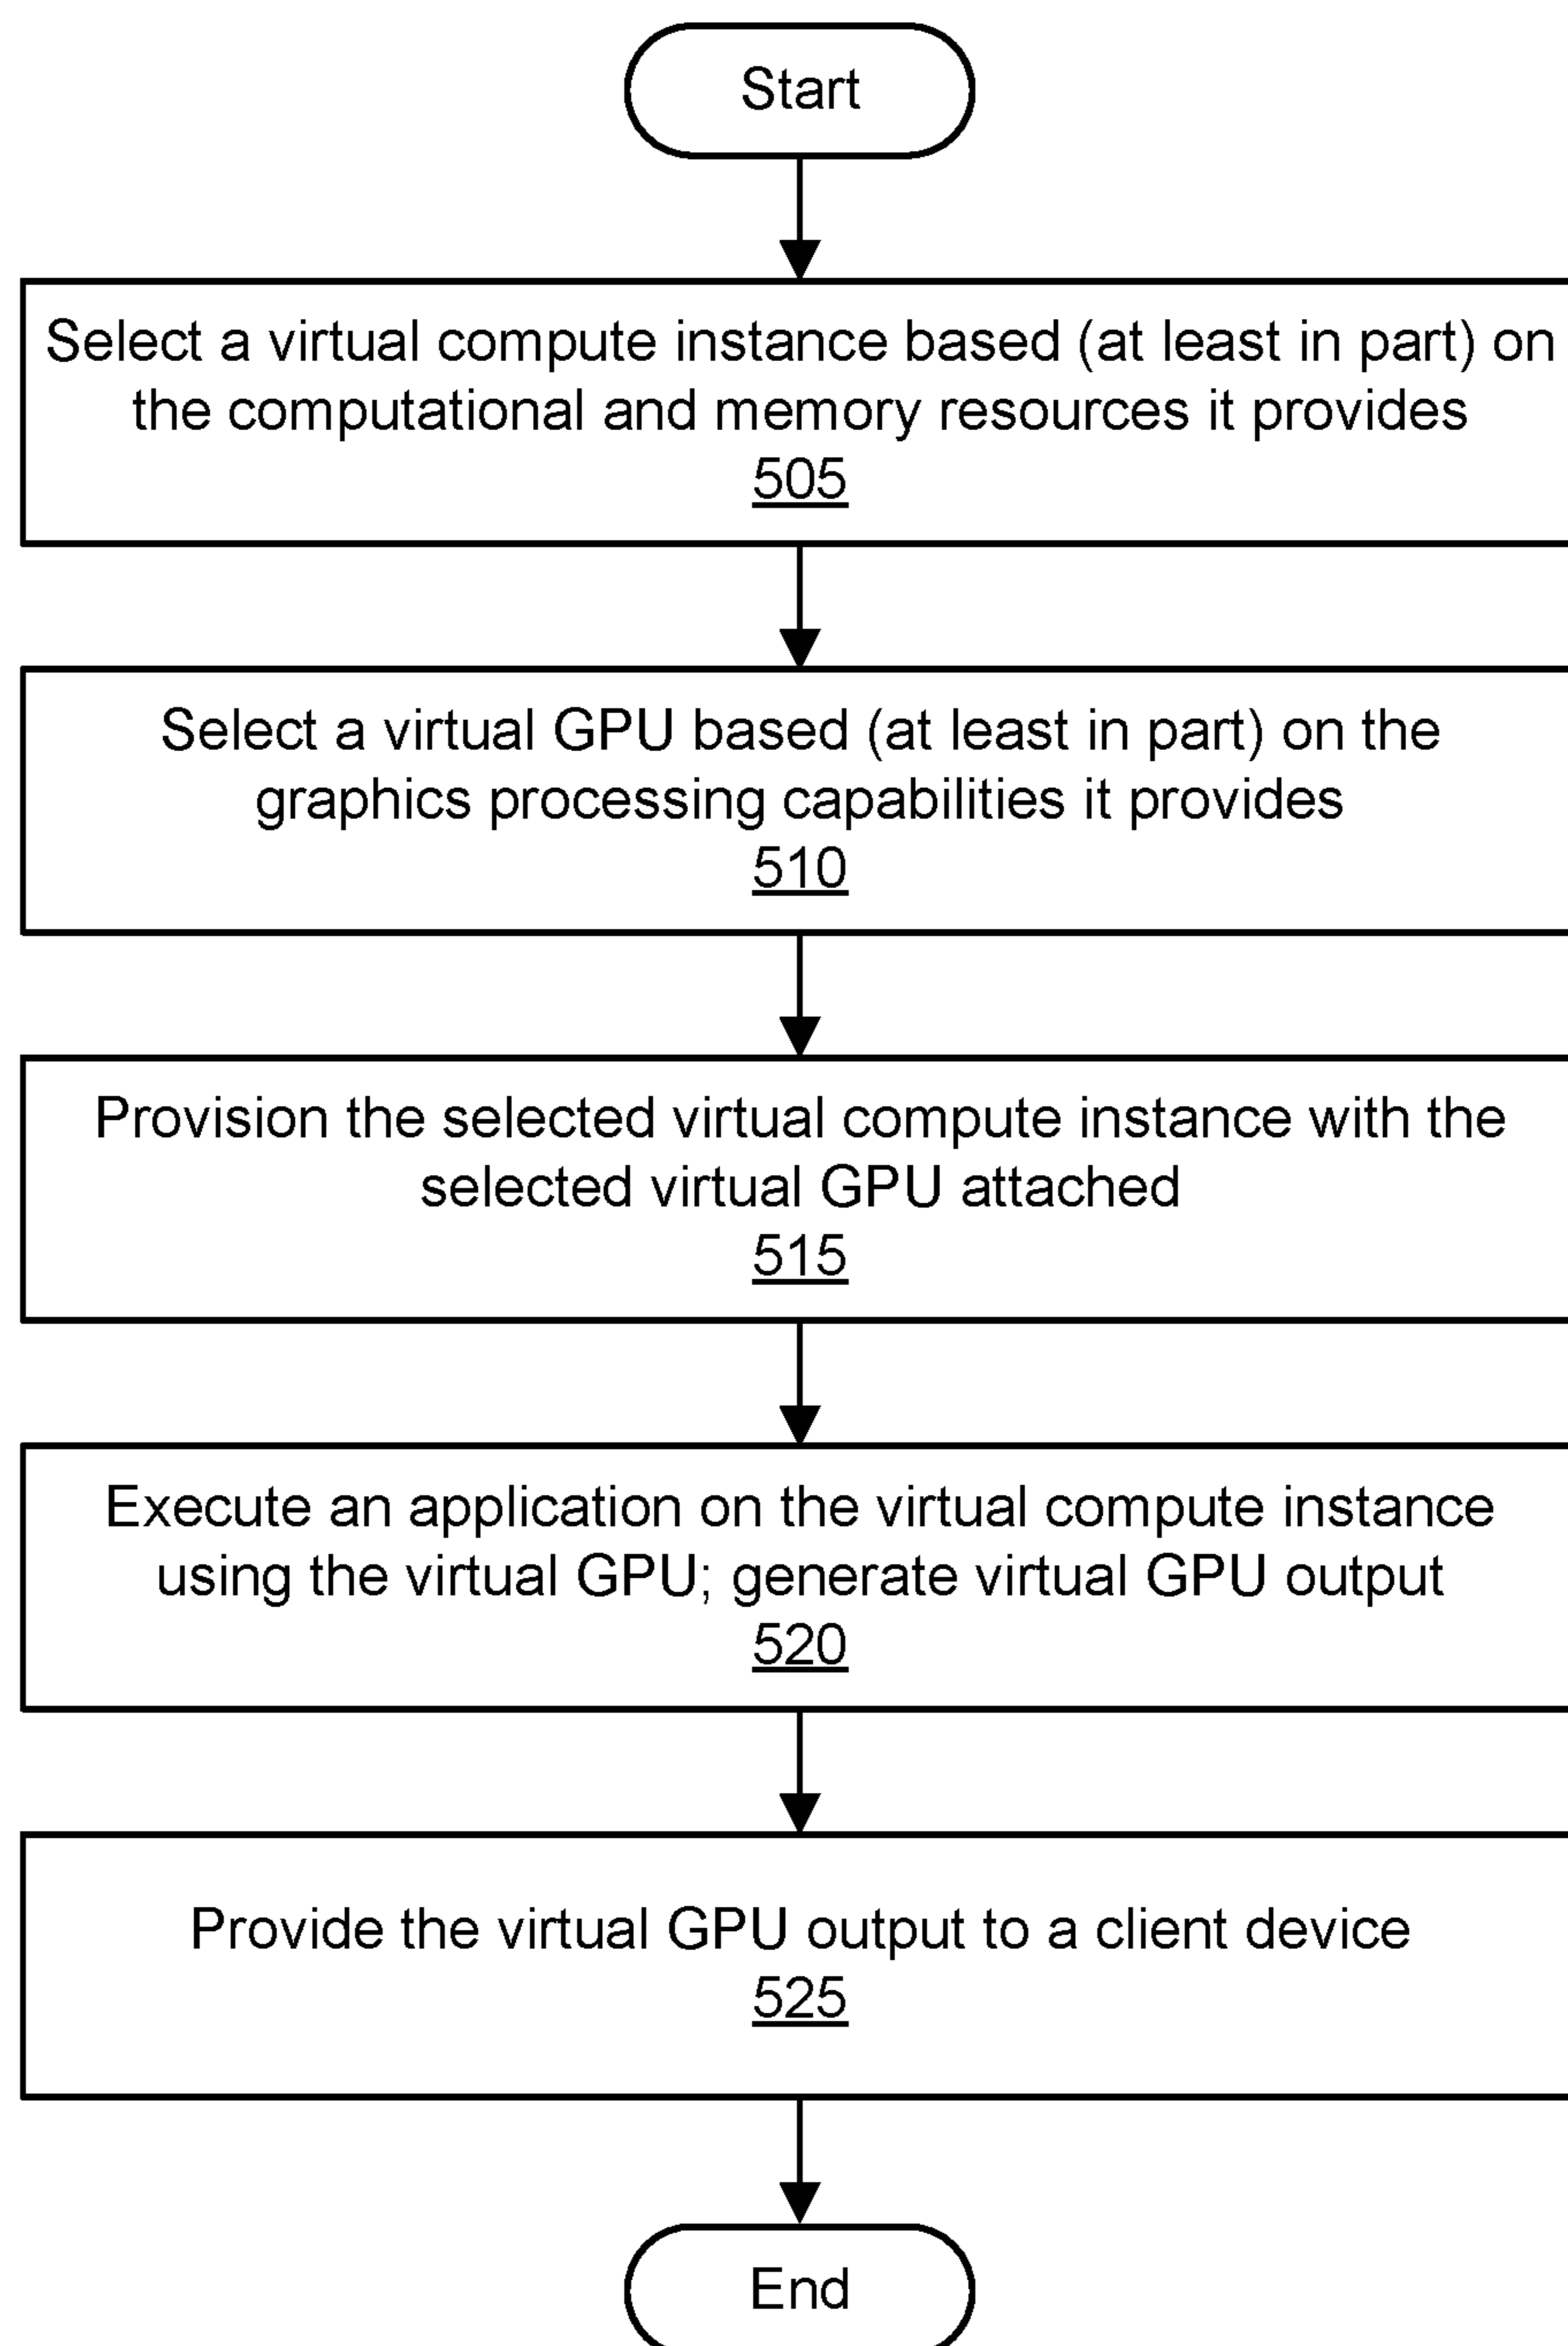 Start
Select a virtual compute instance based (at least in part) on
the computational and memory resources it provides
505
Select a virtual GPU based (at least in part) on the
graphics processing capabilities it provides
510
Provision the selected virtual compute instance with the
selected virtual GPU attached
515
Execute an application on the virtual compute instance
using the virtual GPU; generate virtual GPU output
520
Provide the virtual GPU output to a client device
525
End